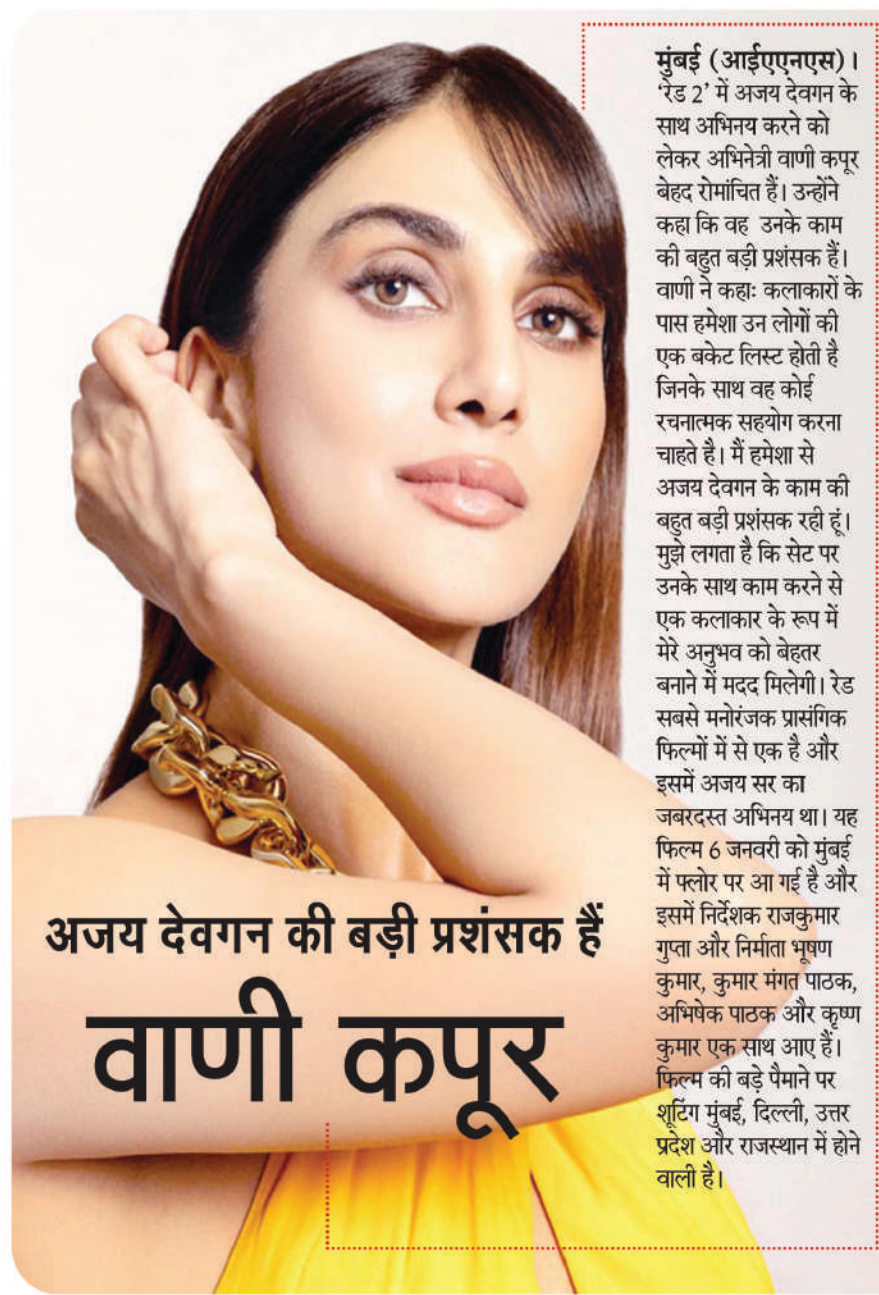 मुंबई (आईएएनएस)।
‘रेड 2’ में अजय देवगन के
साथ अभिनय करने को
लेकर अभिनेत्री वाणी कपूर
बेहद रोमांचित हैं। उन्होंने
कहा कि वह उनके काम
की बहुत बड़ी प्रशंसक हैं।
वाणी ने कहाः कलाकारों के
पास हमेशा उन लोगों की
एक बकेट लिस्ट होती है
जिनके साथ वह कोई
रचनात्मक सहयोग करना
चाहते है। मैं हमेशा से
अजय देवगन के काम की
बहुत बड़ी प्रशंसक रही हूं।
मुझे लगता है कि सेट पर
उनके साथ काम करने से
एक कलाकार के रूप में
मेरे अनुभव को बेहतर
बनाने में मदद मिलेगी। रेड
सबसे मनोरंजक प्रासंगिक
फिल्मों में से एक है और
इसमें अजय सर का
जबरदस्त अभिनय था। यह
फिल्म 6 जनवरी को मुंबई
में फ्लोर पर आ गई है और
इसमें निर्देशक राजकुमार
गुप्ता और निर्माता भूषण
कुमार, कुमार मंगत पाठक,
अभिषेक पाठक और कृष्ण
कुमार एक साथ आए हैं।
फिल्म की बड़े पैमाने पर
शूटिंग मुंबई, दिल्ली, उत्तर
प्रदेश और राजस्थान में होने
वाली है।
अजय देवगन की बड़ी प्रशंसक हैं
वाणी कपूर